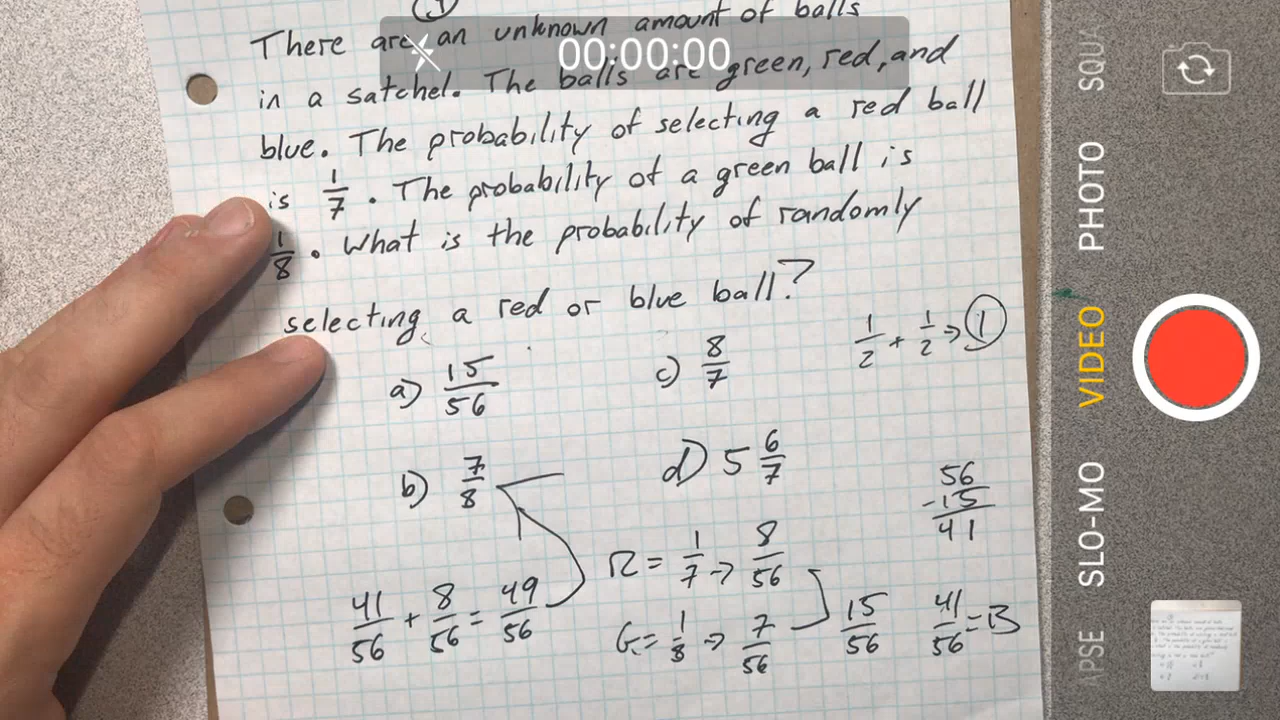 1
There are an unknown amount of balls
in a satchel. The balls are green, red, and
blue. The probability of selecting a red ball
is 1/7. The probability of a green ball is
1/8. What is the probability of randomly
selecting a red or blue ball?
1/2 + 1/2 → 1
a) 15/56
c) 8/7
b) 7/8
d) 5 6/7
56
-15
41
R = 1/7 → 8/56
G = 1/8 → 7/56
15/56
41/56 = B
41/56 + 8/56 = 49/56
00:00:00
SQUA
PHOTO
VIDEO
SLO-MO
APSE